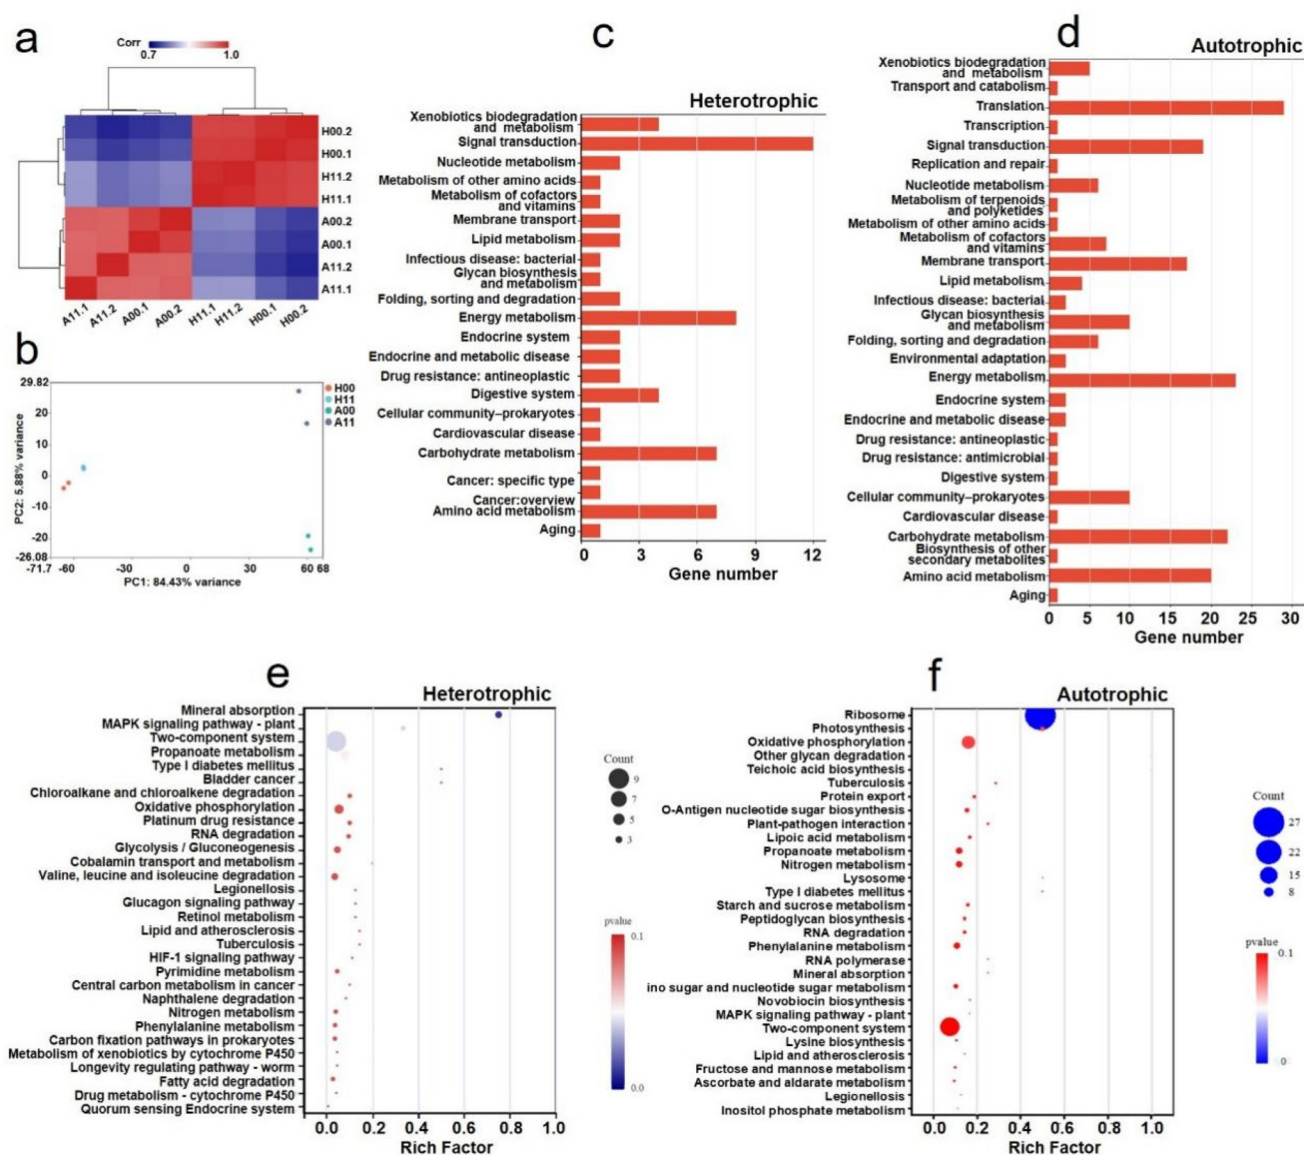 a
Corr
0.7
1.0
H00.2
H00.1
H11.2
H11.1
A00.2
A00.1
A11.2
A11.1
A11.1
A11.2
A00.1
A00.2
H11.1
H11.2
H00.1
H00.2
b
29.82
20
10
0
-10
-20
-26.08
PC2: 5.88% variance
-71.7
-60
-30
0
30
60
68
PC1: 84.43% variance
H00
H11
A00
A11
c
Heterotrophic
Xenobiotics biodegradation
and metabolism
Signal transduction
Nucleotide metabolism
Metabolism of other amino acids
Metabolism of cofactors
and vitamins
Membrane transport
Lipid metabolism
Infectious disease: bacterial
Glycan biosynthesis
and metabolism
Folding, sorting and degradation
Energy metabolism
Endocrine system
Endocrine and metabolic disease
Drug resistance: antineoplastic
Digestive system
Cellular community–prokaryotes
Cardiovascular disease
Carbohydrate metabolism
Cancer: specific type
Cancer:overview
Amino acid metabolism
Aging
0
3
6
9
12
Gene number
d
Autotrophic
Xenobiotics biodegradation
and metabolism
Transport and catabolism
Translation
Transcription
Signal transduction
Replication and repair
Nucleotide metabolism
Metabolism of terpenoids
and polyketides
Metabolism of other amino acids
Metabolism of cofactors
and vitamins
Membrane transport
Lipid metabolism
Infectious disease: bacterial
Glycan biosynthesis
and metabolism
Folding, sorting and degradation
Environmental adaptation
Energy metabolism
Endocrine system
Endocrine and metabolic disease
Drug resistance: antineoplastic
Drug resistance: antimicrobial
Digestive system
Cellular community–prokaryotes
Cardiovascular disease
Carbohydrate metabolism
Biosynthesis of other
secondary metabolites
Amino acid metabolism
Aging
0
5
10
15
20
25
30
Gene number
e
Heterotrophic
Mineral absorption
MAPK signaling pathway - plant
Two-component system
Propanoate metabolism
Type I diabetes mellitus
Bladder cancer
Chloroalkane and chloroalkene degradation
Oxidative phosphorylation
Platinum drug resistance
RNA degradation
Glycolysis / Gluconeogenesis
Cobalamin transport and metabolism
Valine, leucine and isoleucine degradation
Legionellosis
Glucagon signaling pathway
Retinol metabolism
Lipid and atherosclerosis
Tuberculosis
HIF-1 signaling pathway
Pyrimidine metabolism
Central carbon metabolism in cancer
Naphthalene degradation
Nitrogen metabolism
Phenylalanine metabolism
Carbon fixation pathways in prokaryotes
Metabolism of xenobiotics by cytochrome P450
Longevity regulating pathway - worm
Fatty acid degradation
Drug metabolism - cytochrome P450
Quorum sensing Endocrine system
0.0
0.2
0.4
0.6
0.8
1.0
Rich Factor
Count
9
7
5
3
pvalue
0.1
0.0
f
Autotrophic
Ribosome
Photosynthesis
Oxidative phosphorylation
Other glycan degradation
Teichoic acid biosynthesis
Tuberculosis
Protein export
O-Antigen nucleotide sugar biosynthesis
Plant-pathogen interaction
Lipoic acid metabolism
Propanoate metabolism
Nitrogen metabolism
Lysosome
Type I diabetes mellitus
Starch and sucrose metabolism
Peptidoglycan biosynthesis
RNA degradation
Phenylalanine metabolism
RNA polymerase
Mineral absorption
ino sugar and nucleotide sugar metabolism
Novobiocin biosynthesis
MAPK signaling pathway - plant
Two-component system
Lysine biosynthesis
Lipid and atherosclerosis
Fructose and mannose metabolism
Ascorbate and aldarate metabolism
Legionellosis
Inositol phosphate metabolism
0.0
0.2
0.4
0.6
0.8
1.0
Rich Factor
Count
27
22
15
8
pvalue
0.1
0